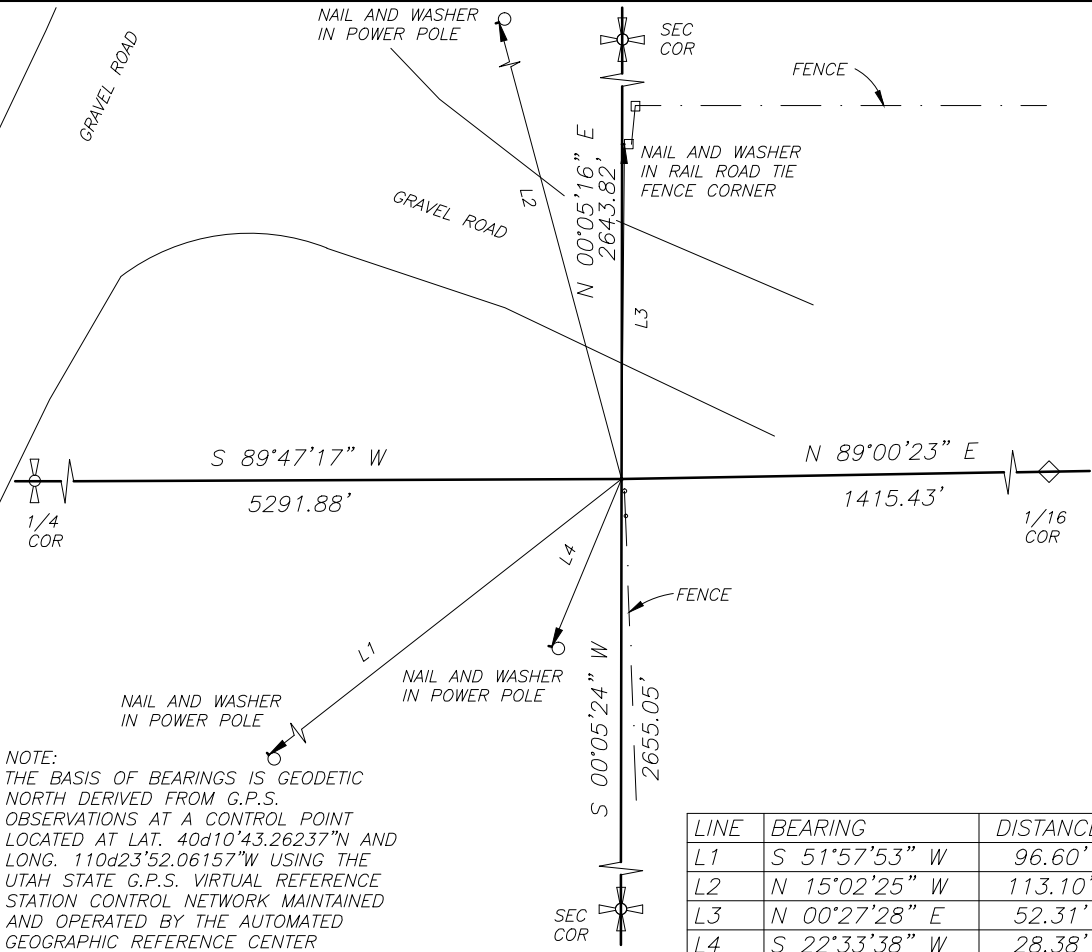 NAIL AND WASHER
IN POWER POLE
SEC
COR
GRAVEL ROAD
FENCE
N 00°05'16" E
2643.82'
NAIL AND WASHER
IN RAIL ROAD TIE
FENCE CORNER
L2
GRAVEL ROAD
L3
S 89°47'17" W
5291.88'
N 89°00'23" E
1415.43'
1/4
COR
1/16
COR
L4
FENCE
L1
NAIL AND WASHER
IN POWER POLE
NAIL AND WASHER
IN POWER POLE
S 00°05'24" W
2655.05'
NOTE:
THE BASIS OF BEARINGS IS GEODETIC
NORTH DERIVED FROM G.P.S.
OBSERVATIONS AT A CONTROL POINT
LOCATED AT LAT. 40d10'43.26237"N AND
LONG. 110d23'52.06157"W USING THE
UTAH STATE G.P.S. VIRTUAL REFERENCE
STATION CONTROL NETWORK MAINTAINED
AND OPERATED BY THE AUTOMATED
GEOGRAPHIC REFERENCE CENTER
SEC
COR
LINE BEARING DISTANCE
L1 S 51°57'53" W 96.60'
L2 N 15°02'25" W 113.10'
L3 N 00°27'28" E 52.31'
L4 S 22°33'38" W 28.38'